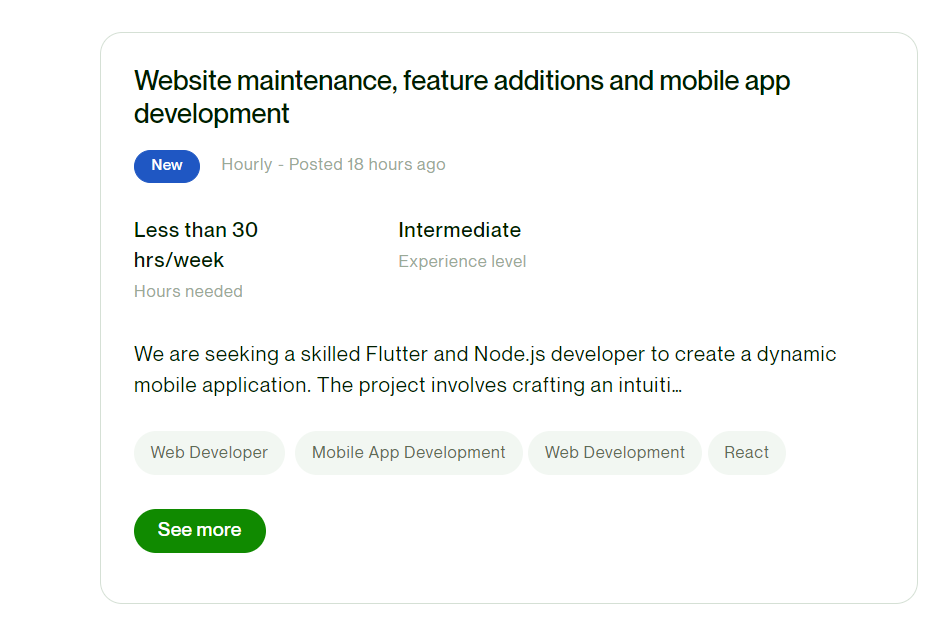 Website maintenance, feature additions and mobile app
development
New Hourly - Posted 18 hours ago
Less than 30
hrs/week
Hours needed
Intermediate
Experience level
We are seeking a skilled Flutter and Node.js developer to create a dynamic
mobile application. The project involves crafting an intuiti...
Web Developer Mobile App Development Web Development React
See more